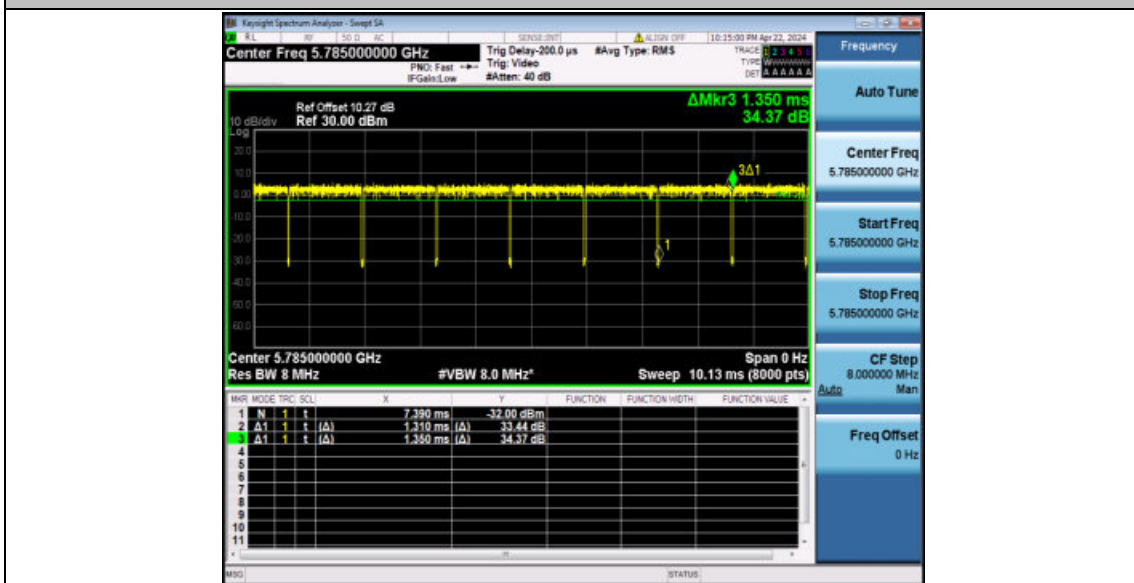 Keysight Spectrum Analyzer - Swept SA
RL RF 50 Ω AC SENSE:INT ALIGN OFF 10:15:00 PM Apr 22, 2024
Center Freq 5.785000000 GHz
PNO: Fast
IFGain:Low
Trig Delay-200.0 µs
Trig: Video
#Atten: 40 dB
#Avg Type: RMS
TRACE 1 2 3 4 5 6
TYPE
DET A A A A A A
ΔMkr3 1.350 ms
34.37 dB
Ref Offset 10.27 dB
10 dB/div Ref 30.00 dBm
Log
20.0
10.0
0.00
-10.0
-20.0
-30.0
-40.0
-50.0
-60.0
3Δ1
1
Center 5.785000000 GHz Span 0 Hz
Res BW 8 MHz #VBW 8.0 MHz* Sweep 10.13 ms (8000 pts)
MKR MODE TRC SCL X Y FUNCTION FUNCTION WIDTH FUNCTION VALUE
1 N 1 t 7.390 ms -32.00 dBm
2 Δ1 1 t (Δ) 1.310 ms (Δ) 33.44 dB
3 Δ1 1 t (Δ) 1.350 ms (Δ) 34.37 dB
4
5
6
7
8
9
10
11
MSG STATUS
Frequency
Auto Tune
Center Freq
5.785000000 GHz
Start Freq
5.785000000 GHz
Stop Freq
5.785000000 GHz
CF Step
8.000000 MHz
Auto Man
Freq Offset
0 Hz